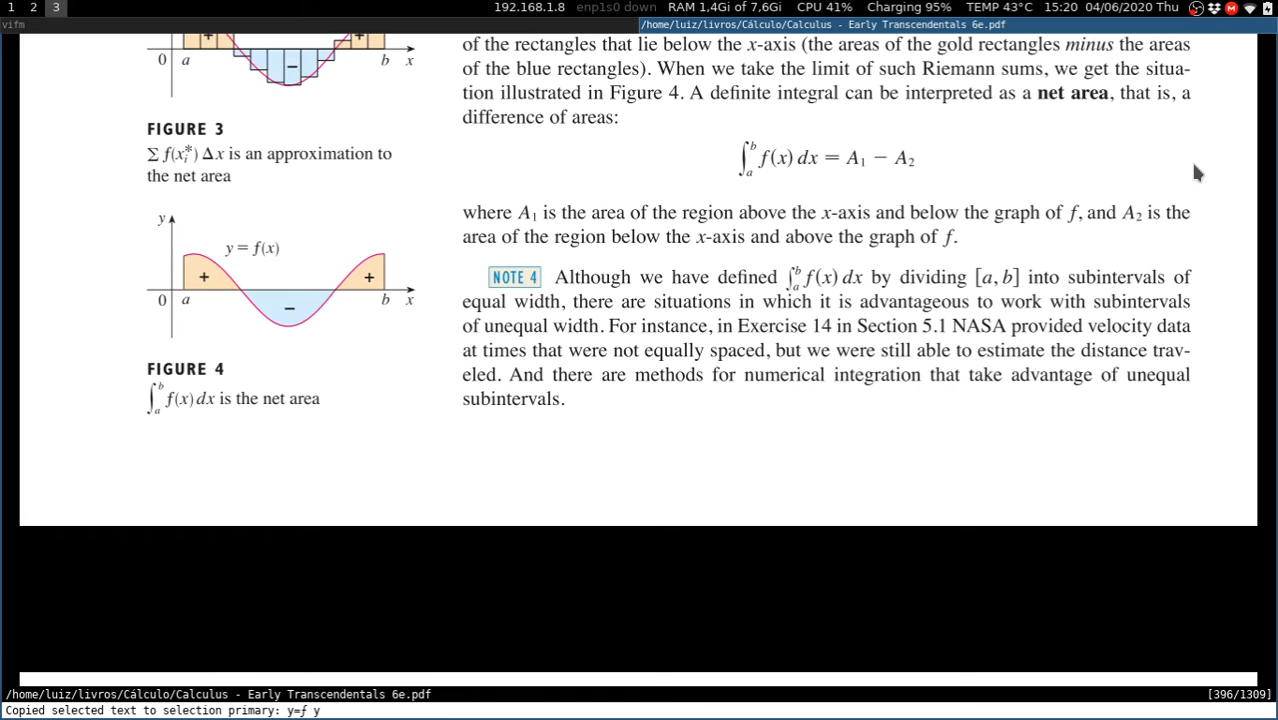 1 2 3 192.168.1.8 enp1s0 down RAM 1,4Gi of 7,6Gi CPU 41% Charging 95% TEMP 43°C 15:20 04/06/2020 Thu
vifm /home/luiz/livros/Cálculo/Calculus - Early Transcendentals 6e.pdf
0 a b x
+ − +
FIGURE 3
Σ f(xᵢ*) Δx is an approximation to
the net area
y
y = f(x)
+ − +
0 a b x
FIGURE 4
∫ₐᵇ f(x) dx is the net area
of the rectangles that lie below the x-axis (the areas of the gold rectangles minus the areas
of the blue rectangles). When we take the limit of such Riemann sums, we get the situa-
tion illustrated in Figure 4. A definite integral can be interpreted as a net area, that is, a
difference of areas:
∫ₐᵇ f(x) dx = A₁ − A₂
where A₁ is the area of the region above the x-axis and below the graph of f, and A₂ is the
area of the region below the x-axis and above the graph of f.
NOTE 4 Although we have defined ∫ₐᵇ f(x) dx by dividing [a, b] into subintervals of
equal width, there are situations in which it is advantageous to work with subintervals
of unequal width. For instance, in Exercise 14 in Section 5.1 NASA provided velocity data
at times that were not equally spaced, but we were still able to estimate the distance trav-
eled. And there are methods for numerical integration that take advantage of unequal
subintervals.
/home/luiz/livros/Cálculo/Calculus - Early Transcendentals 6e.pdf [396/1309]
Copied selected text to selection primary: y=ƒ y